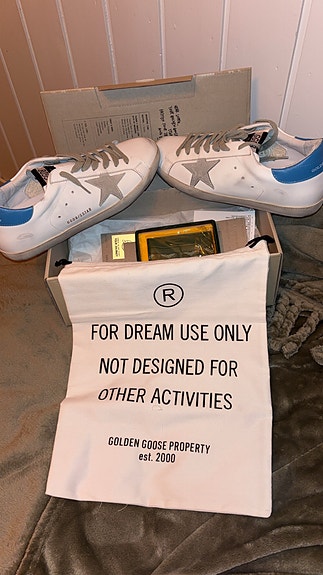 ®
FOR DREAM USE ONLY
NOT DESIGNED FOR
OTHER ACTIVITIES
GOLDEN GOOSE PROPERTY
est. 2000